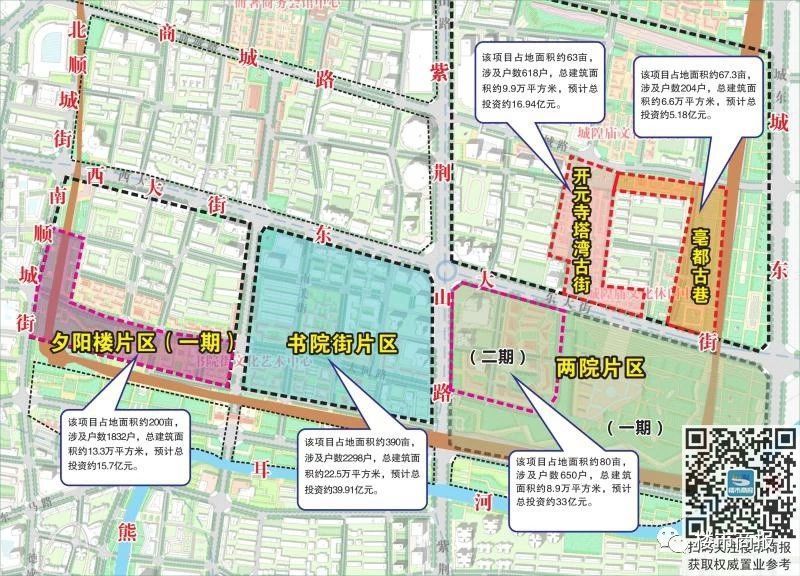 北顺城街
商城路
紫荆山路
城东
南顺城街
西大街
东大街
东大街
熊耳河
该项目占地面积约63亩，
涉及户数618户，总建筑面
积约9.9万平方米，预计总
投资约16.94亿元。
该项目占地面积约67.3亩，
涉及户数204户，总建筑面
积约6.6万平方米，预计总
投资约5.18亿元。
开元寺塔湾古街
亳都古巷
夕阳楼片区（一期）
书院街片区
（二期）
两院片区
（一期）
该项目占地面积约200亩，
涉及户数1832户，总建筑面
积约13.3万平方米，预计总
投资约15.7亿元。
该项目占地面积约390亩，
涉及户数2298户，总建筑面
积约22.5万平方米，预计总
投资约39.91亿元。
该项目占地面积约80亩，
涉及户数650户，总建筑
面积约8.9万平方米，预计
总投资约33亿元。
楼市商报
获取权威置业参考